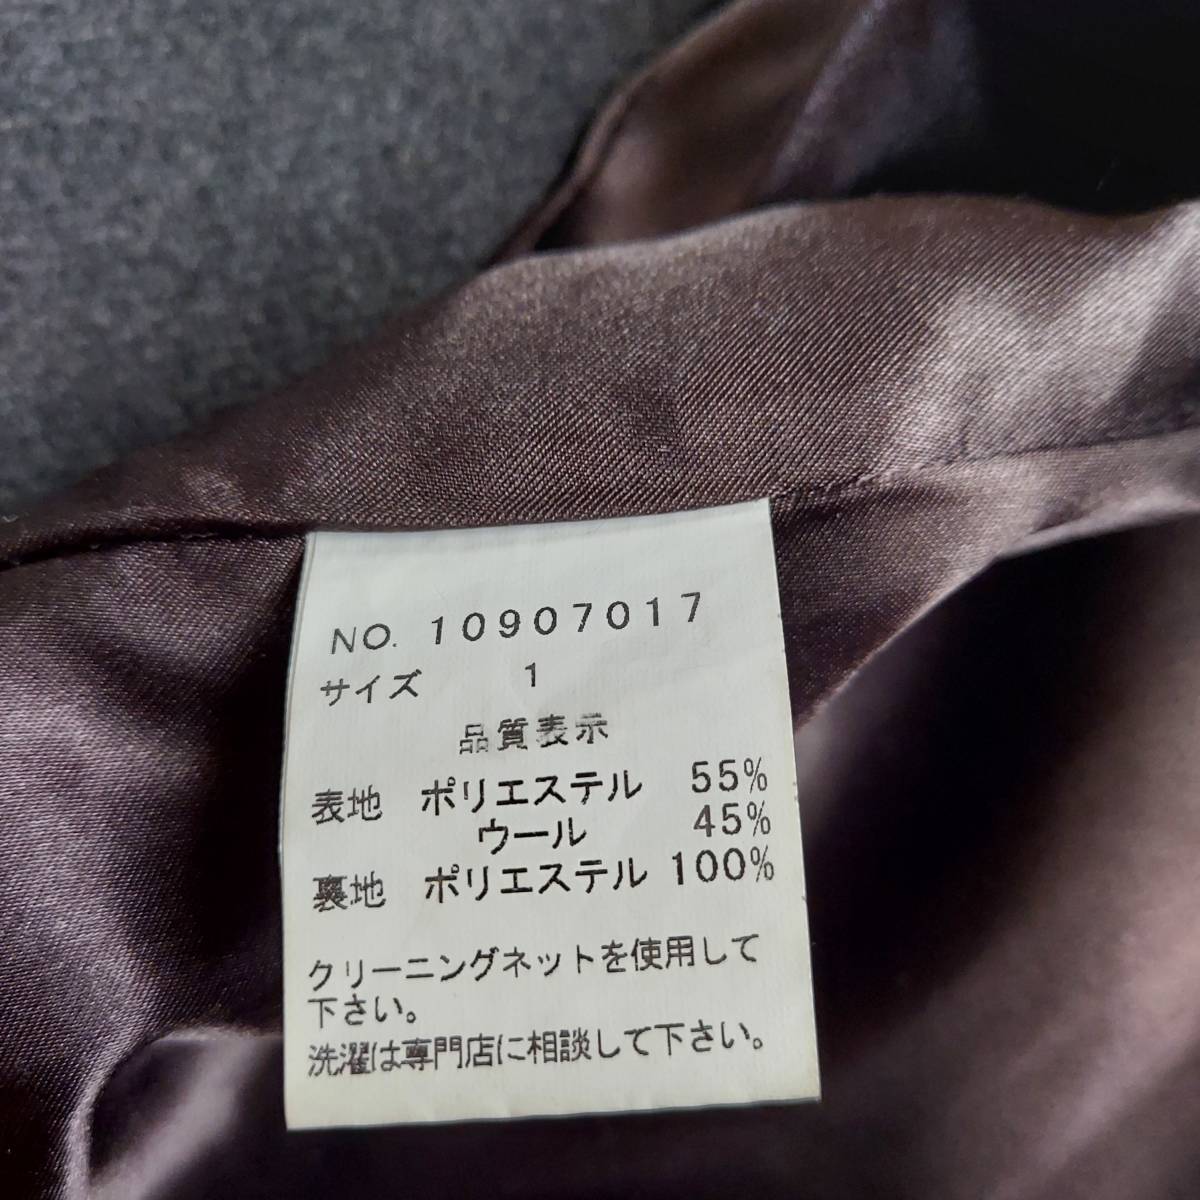 NO. 10907017
サイズ 1
品質表示
表地 ポリエステル 55%
ウール 45%
裏地 ポリエステル 100%
クリーニングネットを使用して
下さい。
洗濯は専門店に相談して下さい。